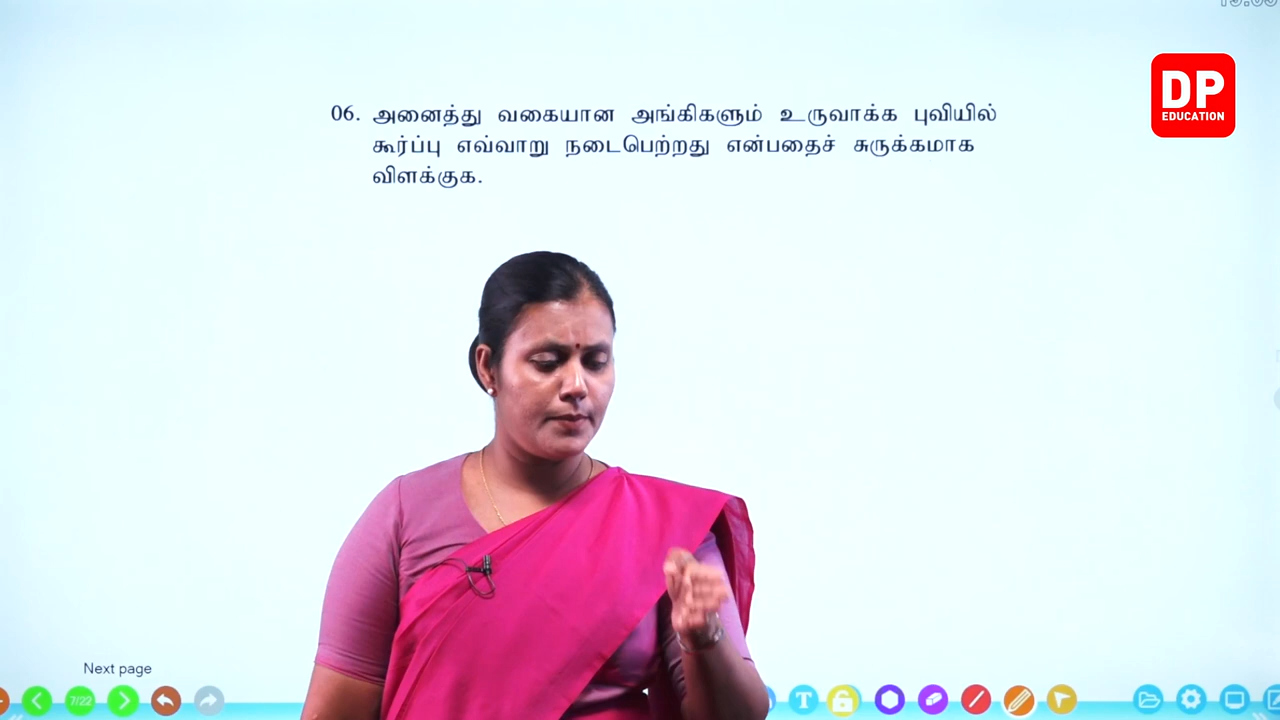 DP
EDUCATION
06. அனைத்து வகையான அங்கிகளும் உருவாக்க புவியில்
கூர்ப்பு எவ்வாறு நடைபெற்றது என்பதைச் சுருக்கமாக
விளக்குக.
Next page
7/22
T